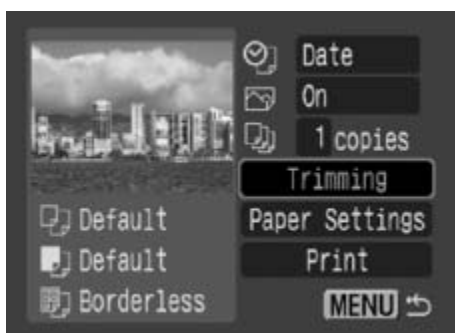 Date
On
1 copies
Trimming
Default
Paper Settings
Default
Print
Borderless
MENU